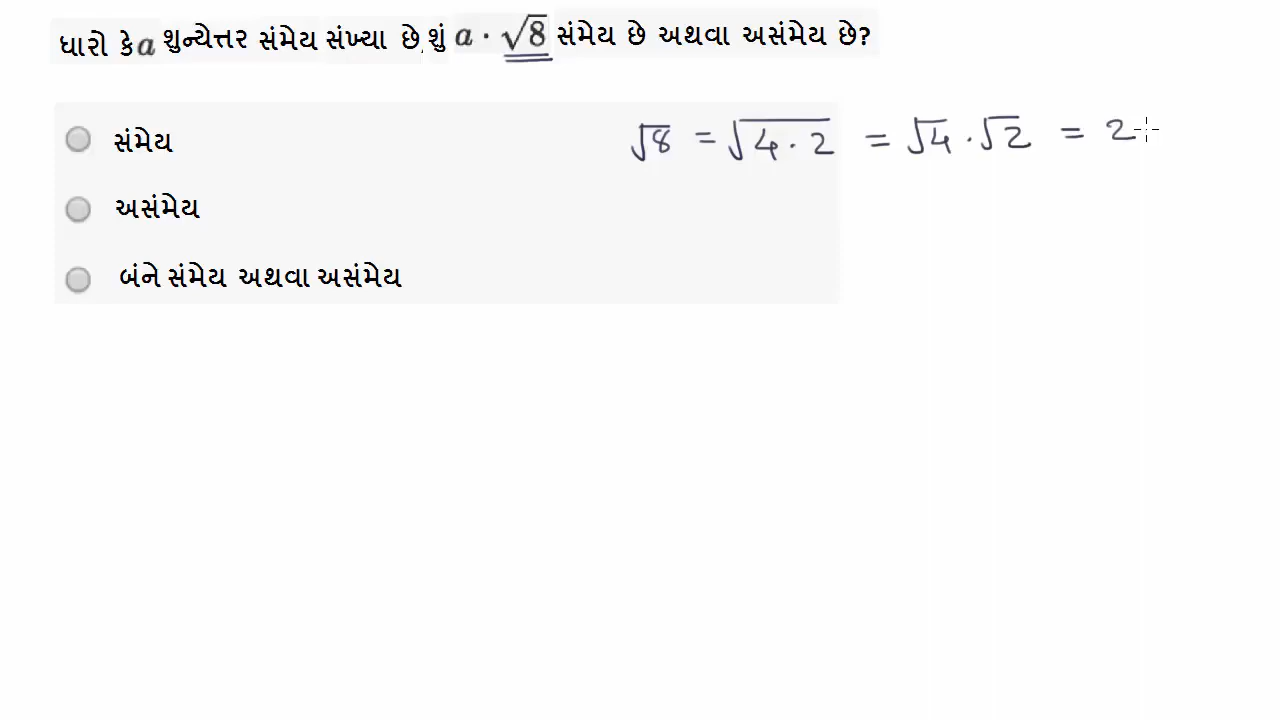 ધારો કે a શુન્યેત્તર સંમેય સંખ્યા છે, શું a · √8 સંમેય છે અથવા અસંમેય છે?
સંમેય
√8 = √4 · 2 = √4 · √2 = 2
અસંમેય
બંને સંમેય અથવા અસંમેય